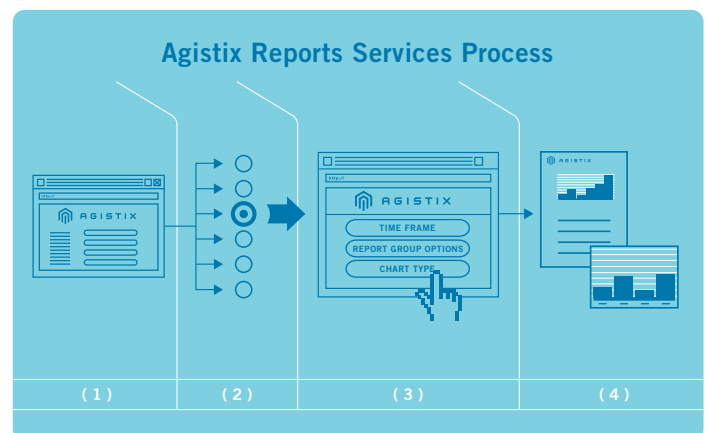 Agistix Reports Services Process
http://
AGISTIX
http://
AGISTIX
TIME FRAME
REPORT GROUP OPTIONS
CHART TYPE
AGISTIX
(1)
(2)
(3)
(4)